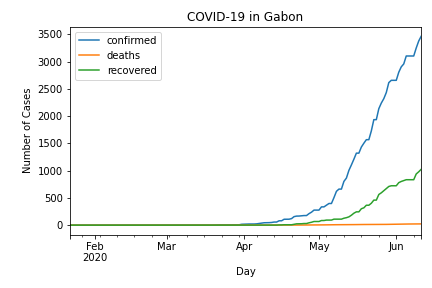 COVID-19 in Gabon
confirmed
deaths
recovered
Number of Cases
3500
3000
2500
2000
1500
1000
500
0
Feb
2020
Mar
Apr
May
Jun
Day